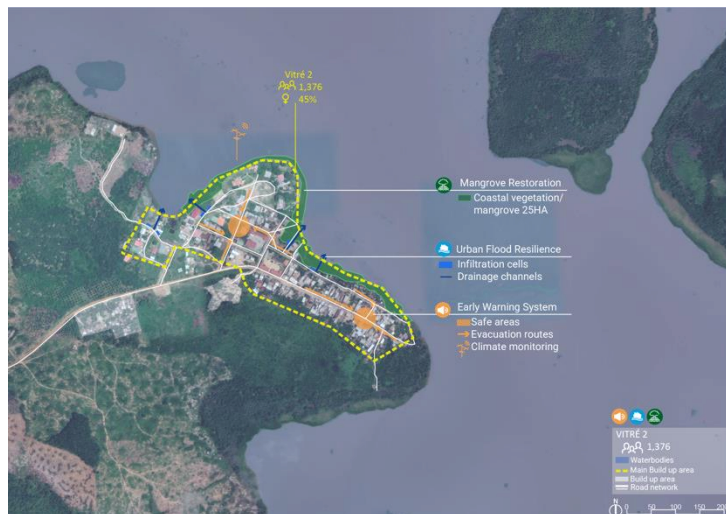 Vitré 2
1,376
45%
Mangrove Restoration
Coastal vegetation/
mangrove 25HA
Urban Flood Resilience
Infiltration cells
Drainage channels
Early Warning System
Safe areas
Evacuation routes
Climate monitoring
VITRÉ 2
1,376
Waterbodies
Main Build up area
Build up area
Road network
N
0 50 100 150 200